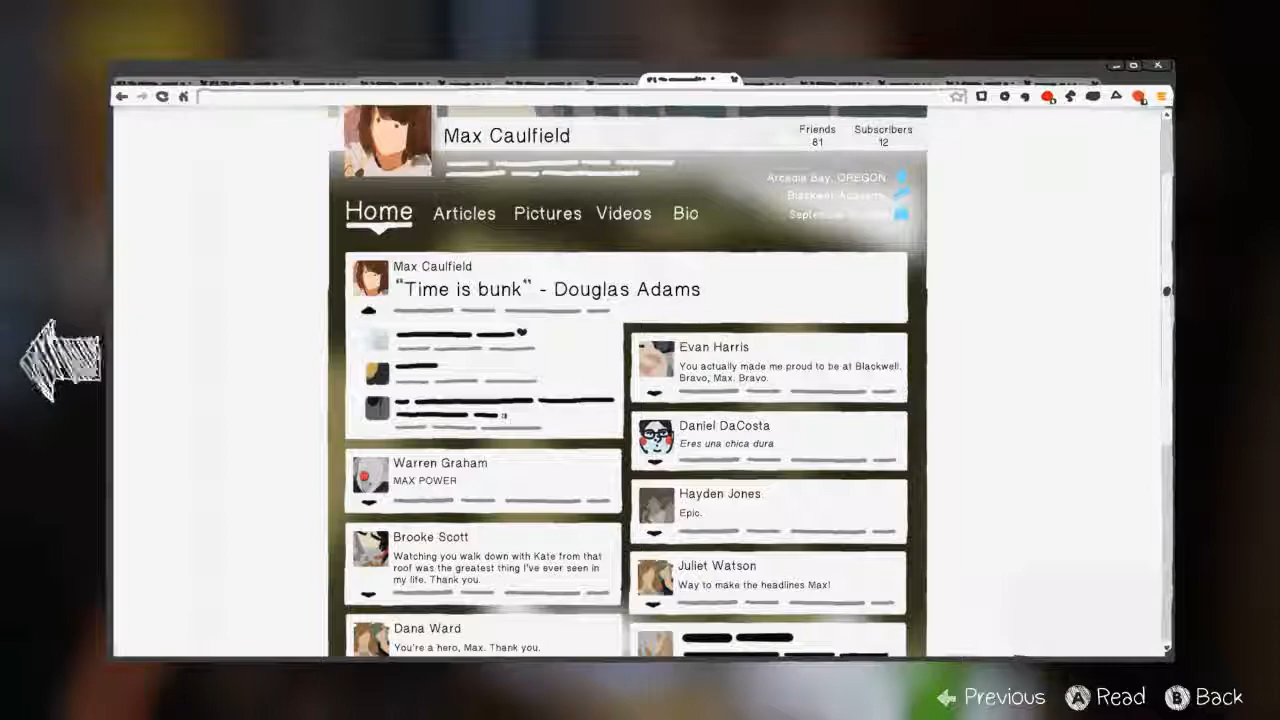 Max Caulfield
Friends
81
Subscribers
12
Arcadia Bay, OREGON
Blackwell Academy
Home Articles Pictures Videos Bio
Max Caulfield
"Time is bunk" - Douglas Adams
Warren Graham
MAX POWER
Brooke Scott
Watching you walk down with Kate from that
roof was the greatest thing I've ever seen in
my life. Thank you.
Dana Ward
You're a hero, Max. Thank you.
Evan Harris
You actually made me proud to be at Blackwell.
Bravo, Max. Bravo.
Daniel DaCosta
Eres una chica dura
Hayden Jones
Epic.
Juliet Watson
Way to make the headlines Max!
Previous
A Read
B Back